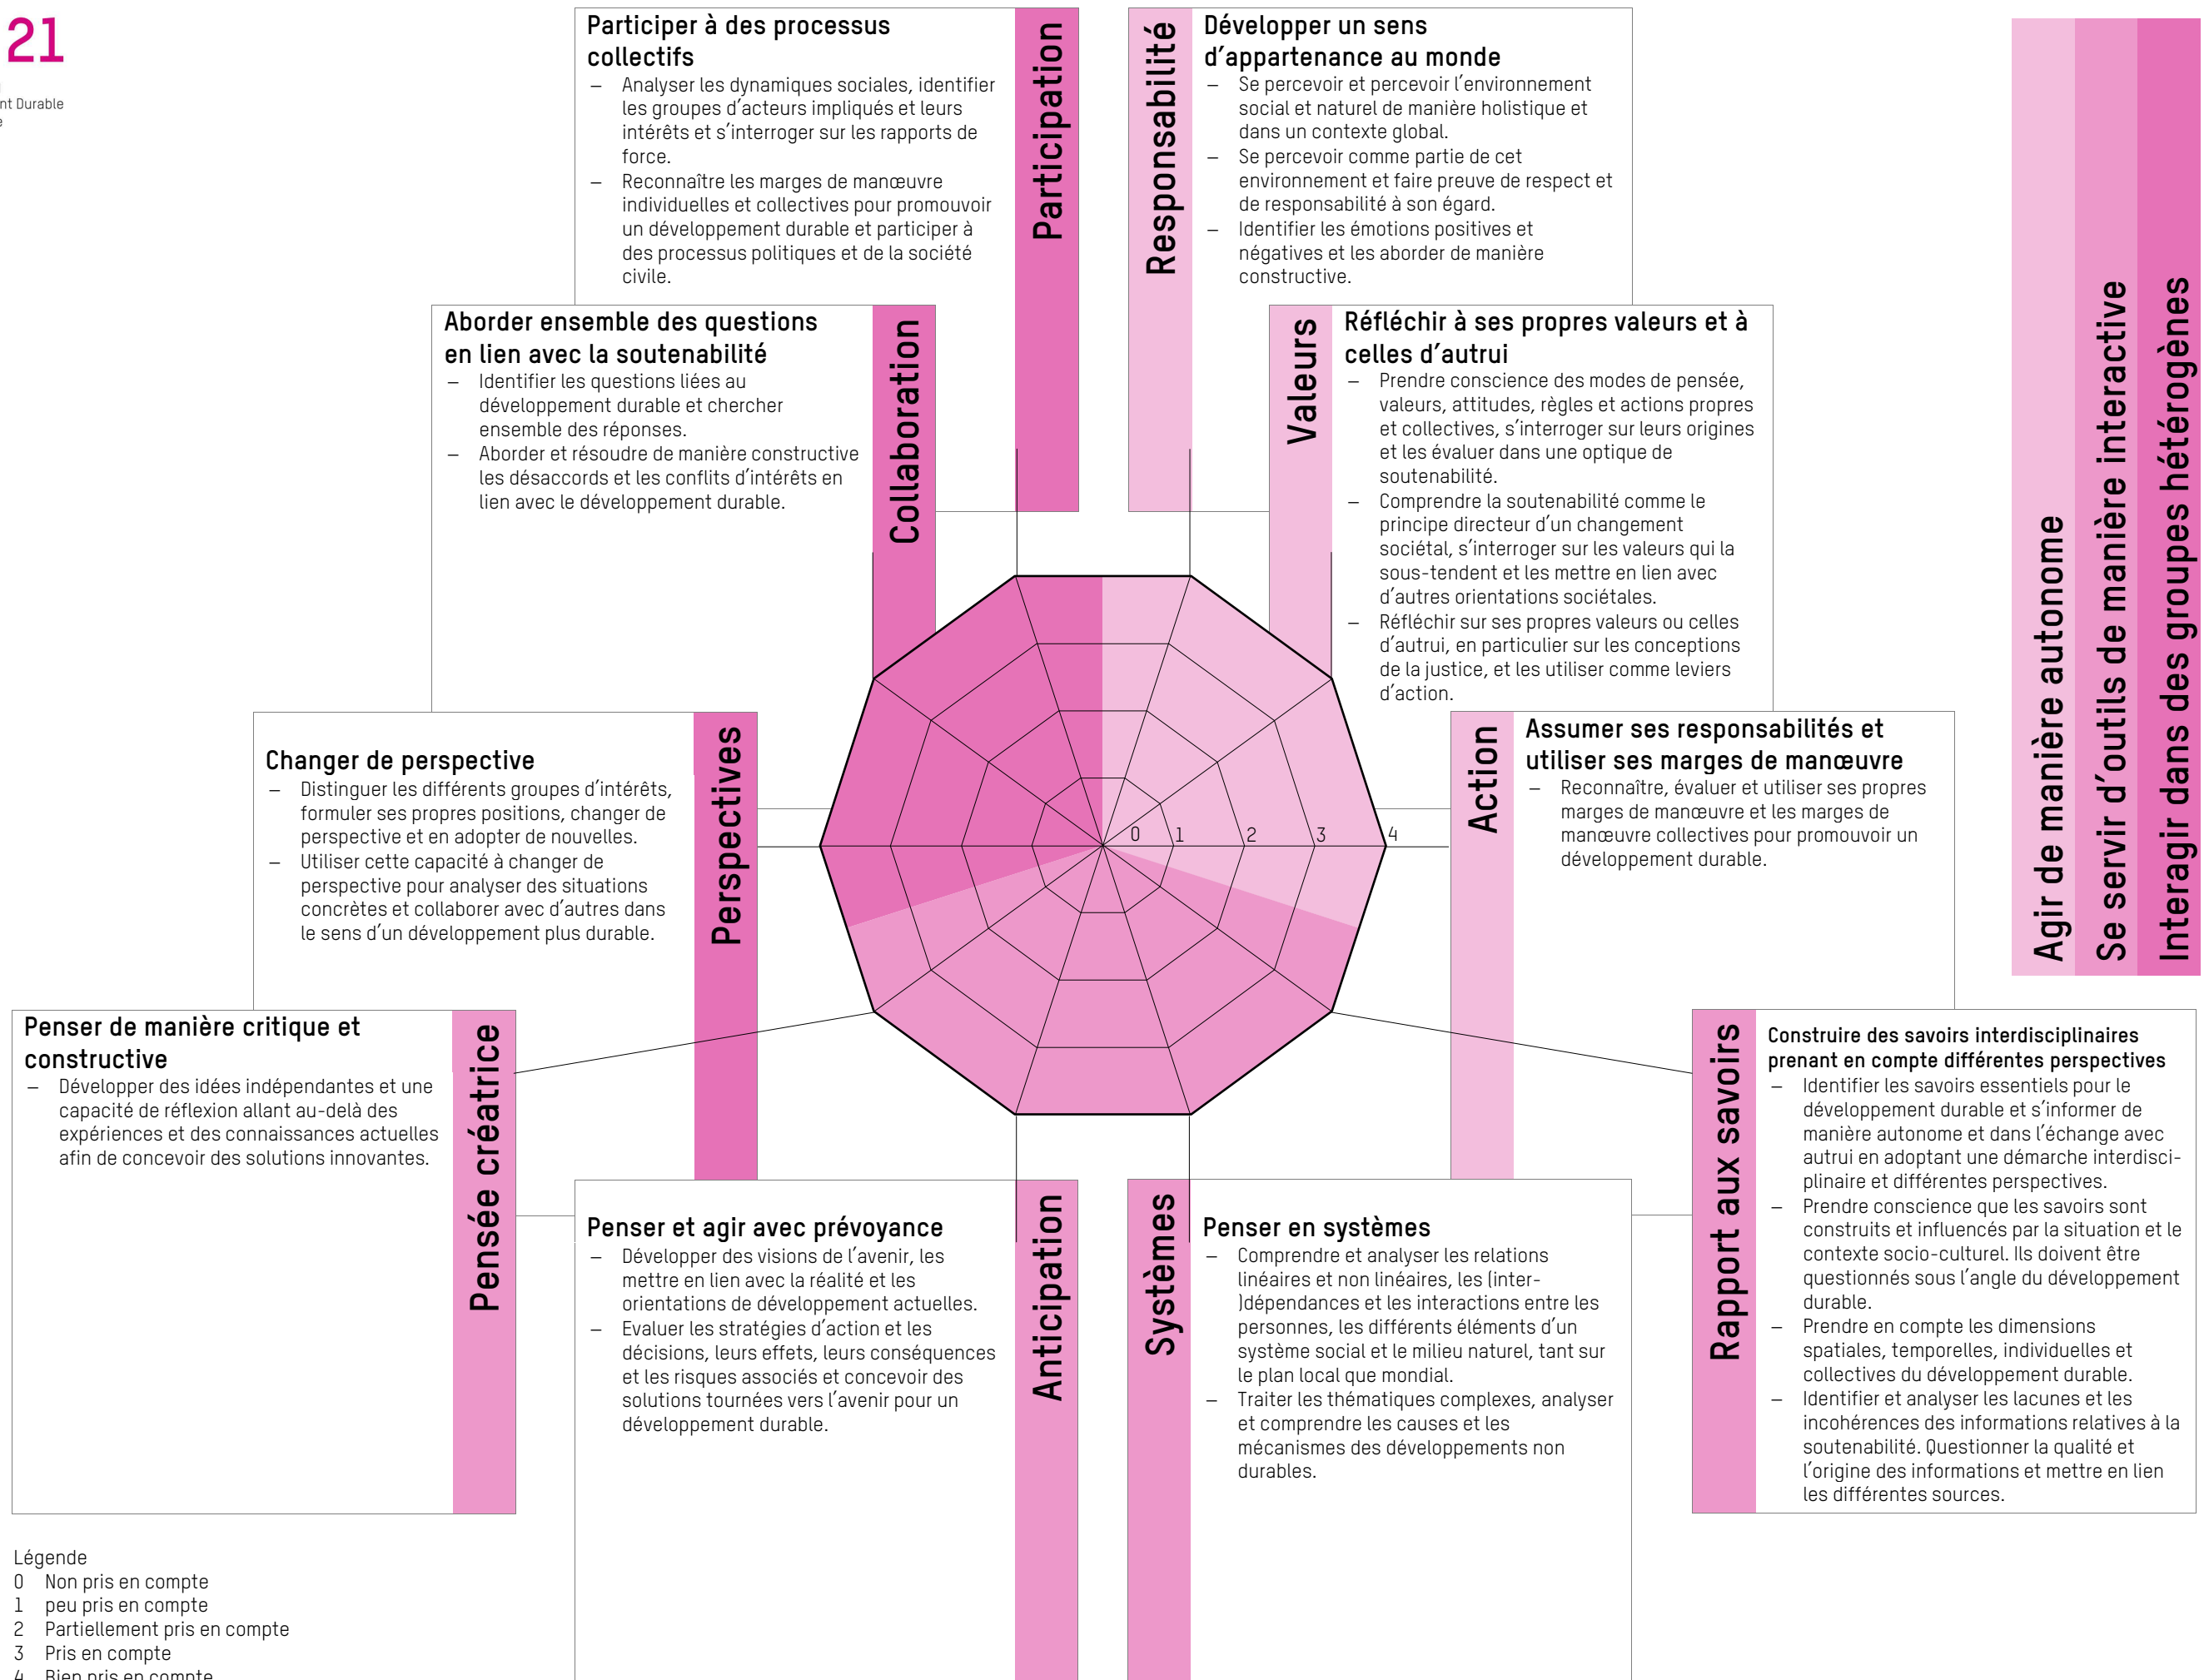 21
nt Durable
e
Participer à des processus
collectifs
– Analyser les dynamiques sociales, identifier
les groupes d'acteurs impliqués et leurs
intérêts et s'interroger sur les rapports de
force.
– Reconnaître les marges de manœuvre
individuelles et collectives pour promouvoir
un développement durable et participer à
des processus politiques et de la société
civile.
Participation
Responsabilité
Développer un sens
d'appartenance au monde
– Se percevoir et percevoir l'environnement
social et naturel de manière holistique et
dans un contexte global.
– Se percevoir comme partie de cet
environnement et faire preuve de respect et
de responsabilité à son égard.
– Identifier les émotions positives et
négatives et les aborder de manière
constructive.
Aborder ensemble des questions
en lien avec la soutenabilité
– Identifier les questions liées au
développement durable et chercher
ensemble des réponses.
– Aborder et résoudre de manière constructive
les désaccords et les conflits d'intérêts en
lien avec le développement durable.
Collaboration
Valeurs
Réfléchir à ses propres valeurs et à
celles d'autrui
– Prendre conscience des modes de pensée,
valeurs, attitudes, règles et actions propres
et collectives, s'interroger sur leurs origines
et les évaluer dans une optique de
soutenabilité.
– Comprendre la soutenabilité comme le
principe directeur d'un changement
sociétal, s'interroger sur les valeurs qui la
sous-tendent et les mettre en lien avec
d'autres orientations sociétales.
– Réfléchir sur ses propres valeurs ou celles
d'autrui, en particulier sur les conceptions
de la justice, et les utiliser comme leviers
d'action.
Agir de manière autonome
Se servir d'outils de manière interactive
Interagir dans des groupes hétérogènes
Changer de perspective
– Distinguer les différents groupes d'intérêts,
formuler ses propres positions, changer de
perspective et en adopter de nouvelles.
– Utiliser cette capacité à changer de
perspective pour analyser des situations
concrètes et collaborer avec d'autres dans
le sens d'un développement plus durable.
Perspectives
0 1 2 3 4
Action
Assumer ses responsabilités et
utiliser ses marges de manœuvre
– Reconnaître, évaluer et utiliser ses propres
marges de manœuvre et les marges de
manœuvre collectives pour promouvoir un
développement durable.
Penser de manière critique et
constructive
– Développer des idées indépendantes et une
capacité de réflexion allant au-delà des
expériences et des connaissances actuelles
afin de concevoir des solutions innovantes.
Pensée créatrice
Penser et agir avec prévoyance
– Développer des visions de l'avenir, les
mettre en lien avec la réalité et les
orientations de développement actuelles.
– Evaluer les stratégies d'action et les
décisions, leurs effets, leurs conséquences
et les risques associés et concevoir des
solutions tournées vers l'avenir pour un
développement durable.
Anticipation
Systèmes
Penser en systèmes
– Comprendre et analyser les relations
linéaires et non linéaires, les (inter-
)dépendances et les interactions entre les
personnes, les différents éléments d'un
système social et le milieu naturel, tant sur
le plan local que mondial.
– Traiter les thématiques complexes, analyser
et comprendre les causes et les
mécanismes des développements non
durables.
Rapport aux savoirs
Construire des savoirs interdisciplinaires
prenant en compte différentes perspectives
– Identifier les savoirs essentiels pour le
développement durable et s'informer de
manière autonome et dans l'échange avec
autrui en adoptant une démarche interdisci-
plinaire et différentes perspectives.
– Prendre conscience que les savoirs sont
construits et influencés par la situation et le
contexte socio-culturel. Ils doivent être
questionnés sous l'angle du développement
durable.
– Prendre en compte les dimensions
spatiales, temporelles, individuelles et
collectives du développement durable.
– Identifier et analyser les lacunes et les
incohérences des informations relatives à la
soutenabilité. Questionner la qualité et
l'origine des informations et mettre en lien
les différentes sources.
Légende
0 Non pris en compte
1 peu pris en compte
2 Partiellement pris en compte
3 Pris en compte
4 Bien pris en compte